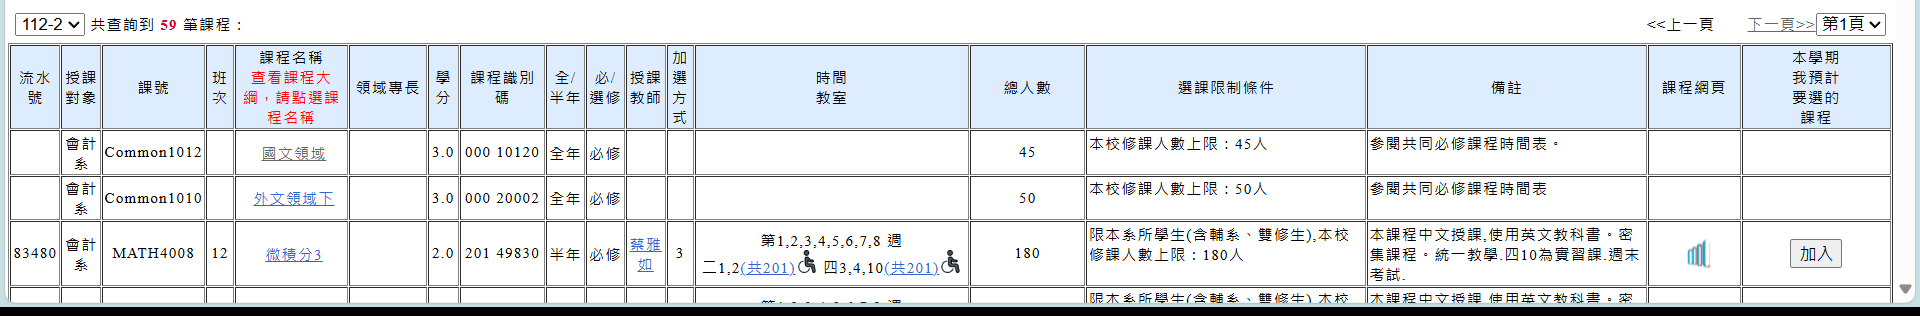 112-2 共查詢到 59 筆課程： <<上一頁 下一頁>> 第1頁
流水號 授課對象 課號 班次 課程名稱 查看課程大綱，請點選課程名稱 領域專長 學分 課程識別碼 全/半年 必/選修 授課教師 加選方式 時間 教室 總人數 選課限制條件 備註 課程網頁 本學期我預計要選的課程
會計系 Common1012 國文領域 3.0 000 10120 全年 必修 45 本校修課人數上限：45人 參閱共同必修課程時間表。
會計系 Common1010 外文領域下 3.0 000 20002 全年 必修 50 本校修課人數上限：50人 參閱共同必修課程時間表
83480 會計系 MATH4008 12 微積分3 2.0 201 49830 半年 必修 蔡雅如 3 第1,2,3,4,5,6,7,8 週 二1,2(共201) 四3,4,10(共201) 180 限本系所學生(含輔系、雙修生),本校修課人數上限：180人 本課程中文授課,使用英文教科書。密集課程。統一教學.四10為實習課.週末考試. 加入
第1,2,3,4,5,6,7,8 週 限本系所學生(含輔系、雙修生),本校 本課程中文授課,使用英文教科書。密